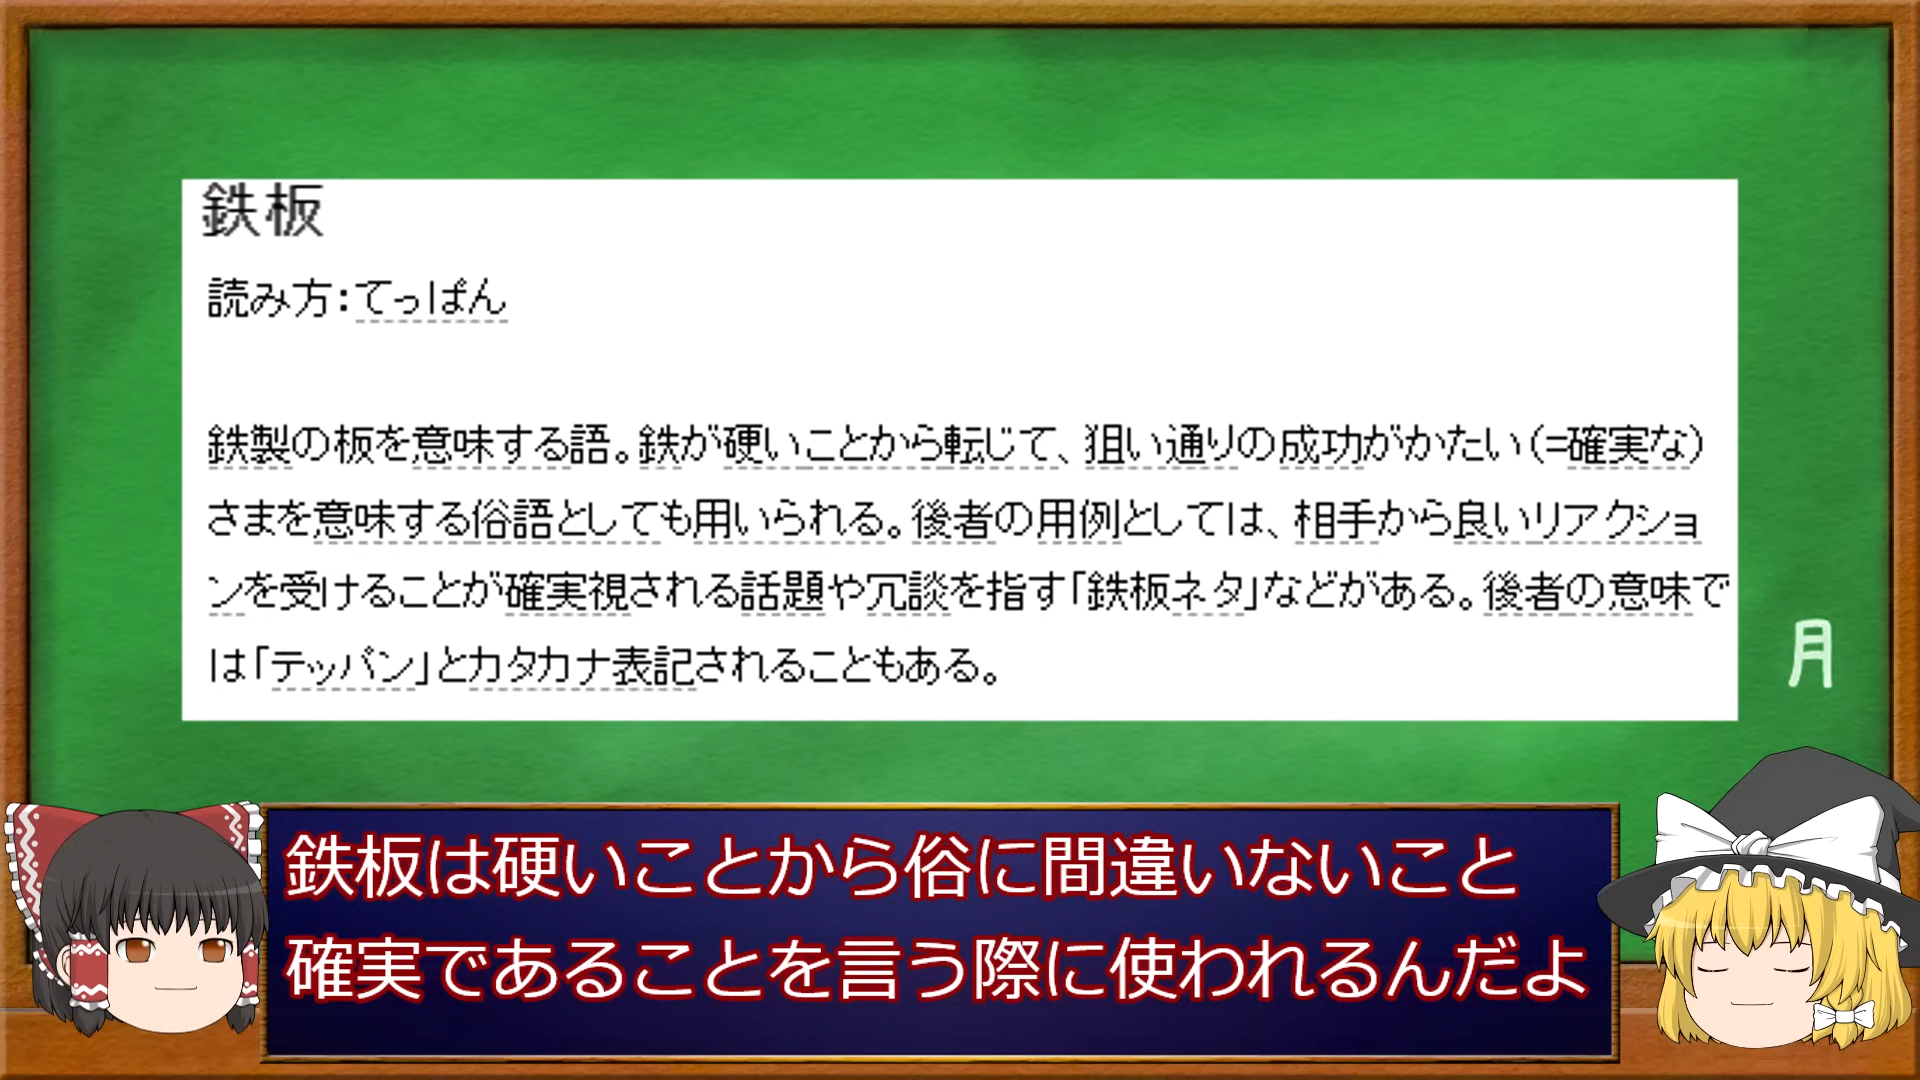 鉄板
読み方：てっぱん
鉄製の板を意味する語。鉄が硬いことから転じて、狙い通りの成功がかたい（=確実な）
さまを意味する俗語としても用いられる。後者の用例としては、相手から良いリアクショ
ンを受けることが確実視される話題や冗談を指す「鉄板ネタ」などがある。後者の意味で
は「テッパン」とカタカナ表記されることもある。
月
鉄板は硬いことから俗に間違いないこと
確実であることを言う際に使われるんだよ